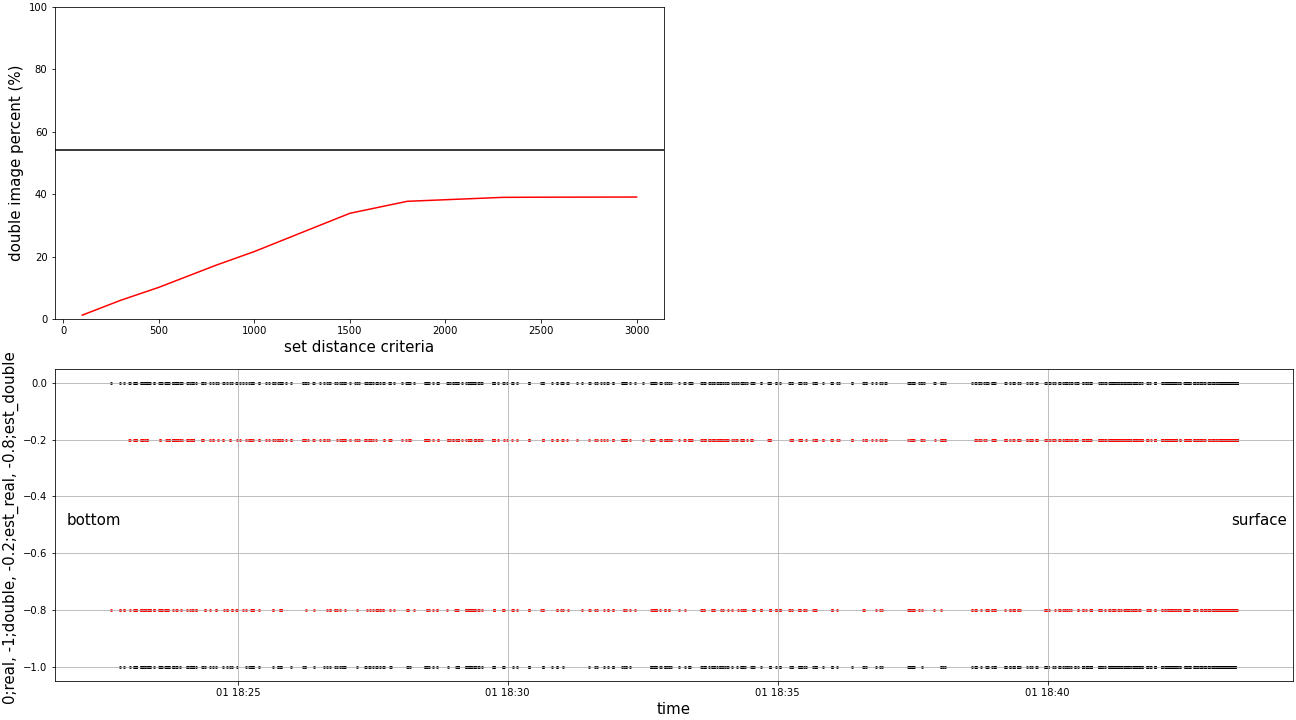 100
80
60
40
20
0
double image percent (%)
0 500 1000 1500 2000 2500 3000
set distance criteria
0;real, -1;double, -0.2;est_real, -0.8;est_double
0.0
−0.2
−0.4
bottom surface
−0.6
−0.8
−1.0
01 18:25 01 18:30 01 18:35 01 18:40
time